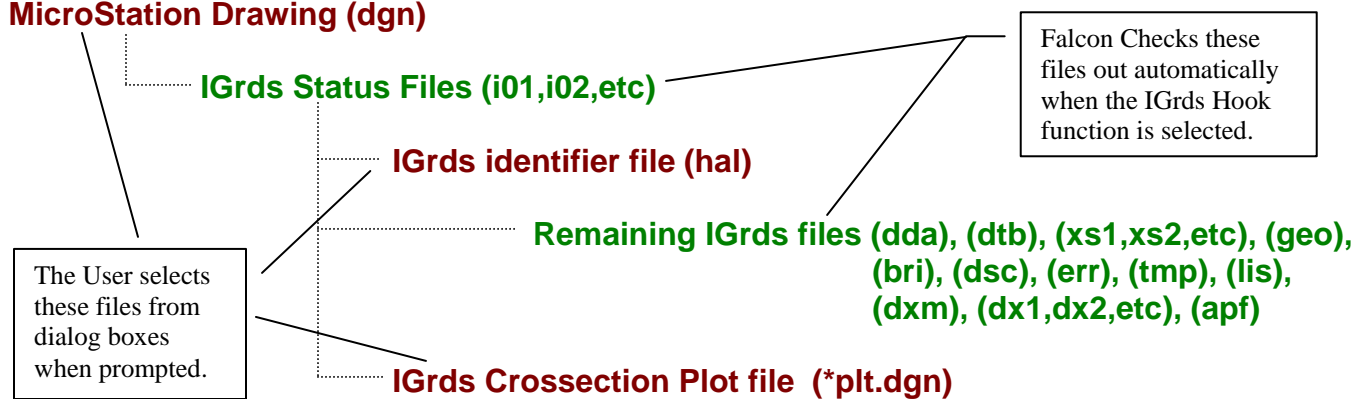 MicroStation Drawing (dgn)
Falcon Checks these
files out automatically
when the IGrds Hook
function is selected.
IGrds Status Files (i01,i02,etc)
IGrds identifier file (hal)
Remaining IGrds files (dda), (dtb), (xs1,xs2,etc), (geo),
(bri), (dsc), (err), (tmp), (lis),
(dxm), (dx1,dx2,etc), (apf)
The User selects
these files from
dialog boxes
when prompted.
IGrds Crossection Plot file (*plt.dgn)